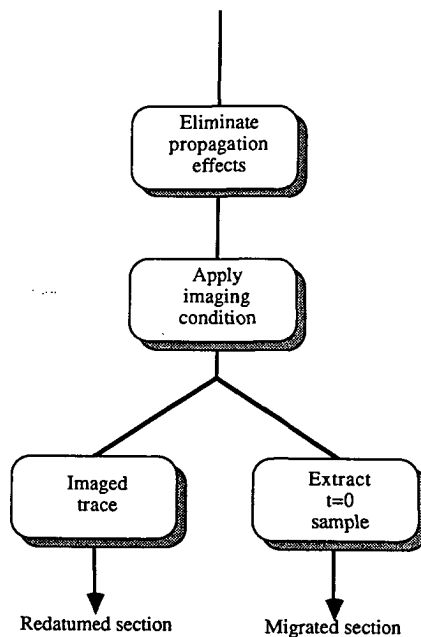 Eliminate
propagation
effects
Apply
imaging
condition
Imaged
trace
Extract
t=0
sample
Redatumed section
Migrated section